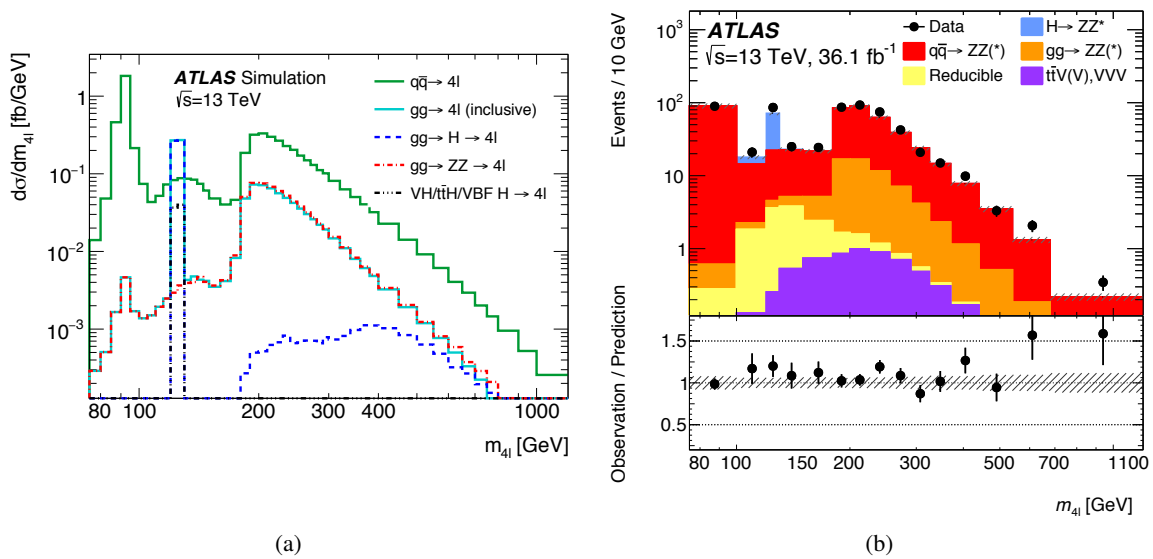 ATLAS Simulation
√s=13 TeV
qq̄→ 4l
gg→ 4l (inclusive)
gg→ H → 4l
gg→ ZZ → 4l
VH/tt̄H/VBF H → 4l
dσ/dm4l [fb/GeV]
1
10⁻¹
10⁻²
10⁻³
80 100 200 300 400 1000
m4l [GeV]
(a)
ATLAS
√s=13 TeV, 36.1 fb⁻¹
Data
H→ ZZ*
qq̄→ ZZ(*)
gg→ ZZ(*)
Reducible
tt̄V(V),VVV
Events / 10 GeV
10³
10²
10
1
Observation / Prediction
1.5
1
0.5
80 100 150 200 300 400 500 700 1100
m4l [GeV]
(b)